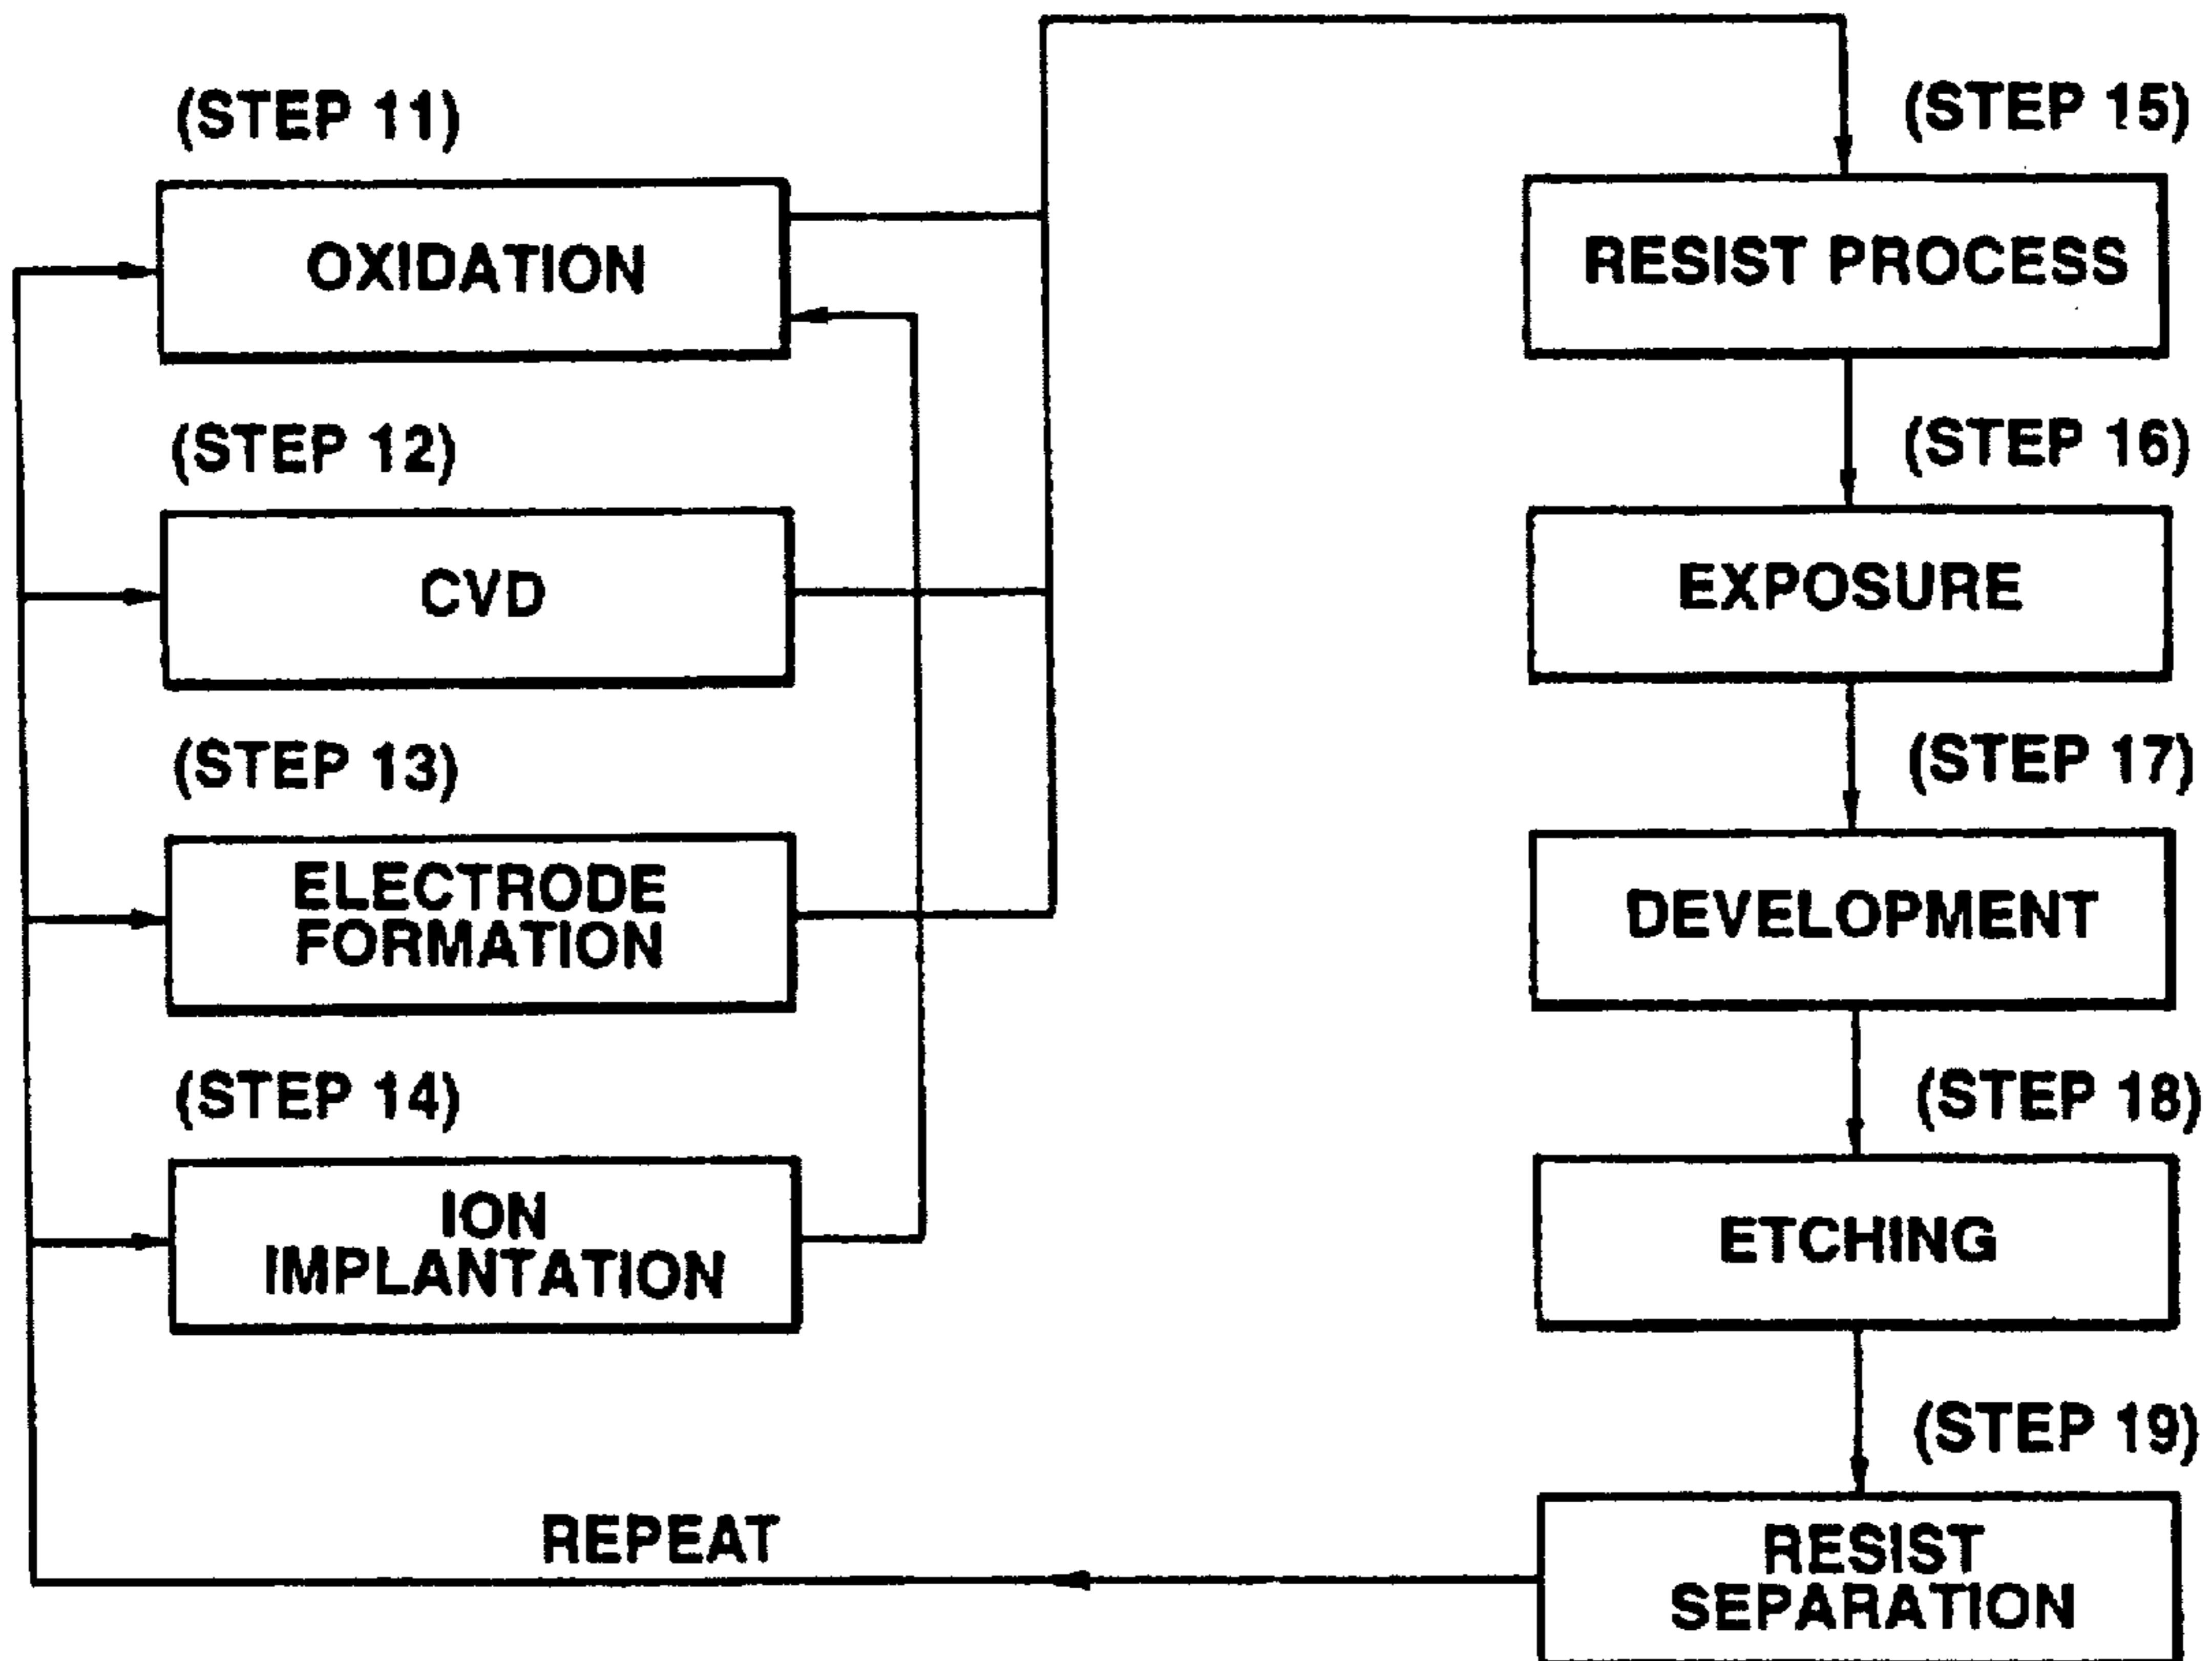 (STEP 11)
OXIDATION
(STEP 12)
CVD
(STEP 13)
ELECTRODE
FORMATION
(STEP 14)
ION
IMPLANTATION
REPEAT
(STEP 15)
RESIST PROCESS
(STEP 16)
EXPOSURE
(STEP 17)
DEVELOPMENT
(STEP 18)
ETCHING
(STEP 19)
RESIST
SEPARATION